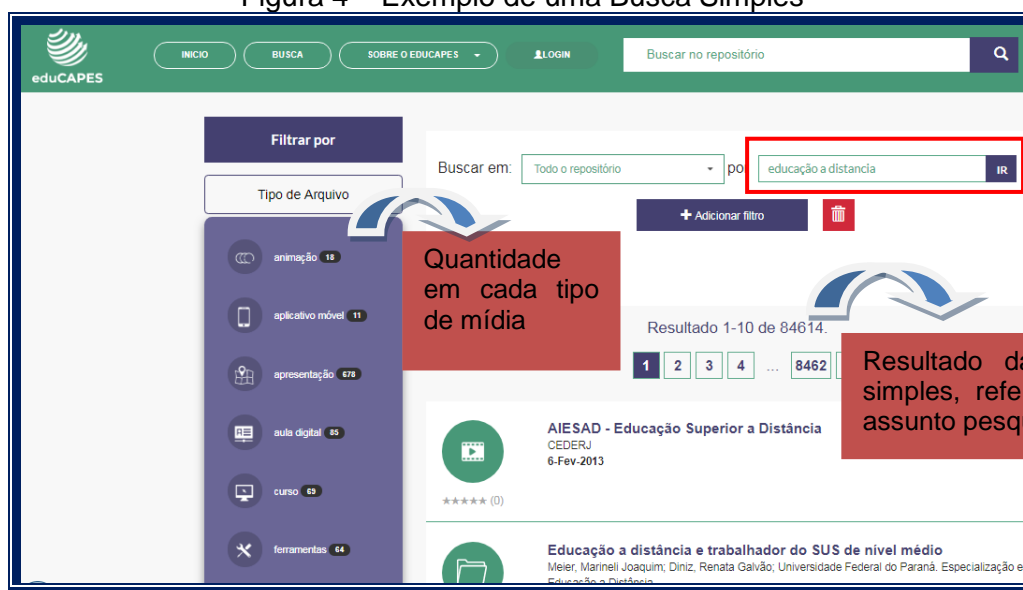 Figura 4 – Exemplo de uma Busca Simples
eduCAPES
INICIO
BUSCA
SOBRE O EDUCAPES
LOGIN
Buscar no repositório
Filtrar por
Tipo de Arquivo
animação 18
aplicativo móvel 11
apresentação 678
aula digital 85
curso 69
ferramentas 64
Buscar em: Todo o repositório
educação a distancia IR
+ Adicionar filtro
Quantidade
em cada tipo
de mídia
Resultado 1-10 de 84614.
1 2 3 4 ... 8462
Resultado
simples,
assunto
AIESAD - Educação Superior a Distância
CEDERJ
6-Fev-2013
★★★★★ (0)
Educação a distância e trabalhador do SUS de nível médio
Meier, Marineli Joaquim; Diniz, Renata Galvão; Universidade Federal do Paraná. Especialização e
Educação a Distância